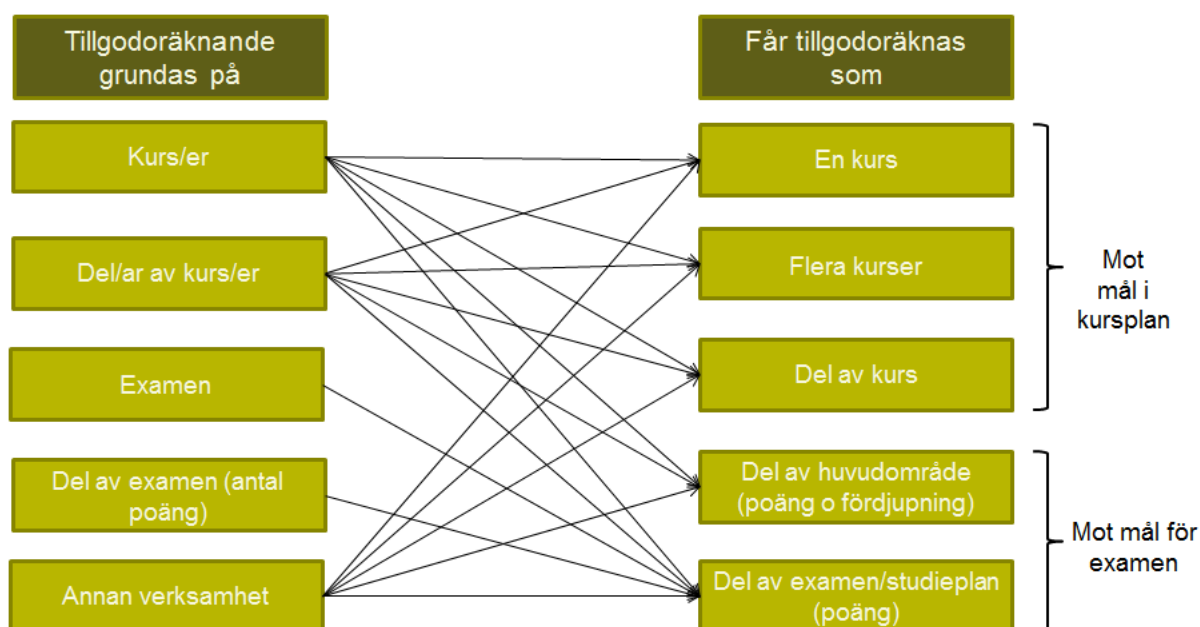 Tillgodoräknande
grundas på
Får tillgodoräknas
som
Kurs/er
En kurs
Del/ar av kurs/er
Flera kurser
Mot
mål i
kursplan
Examen
Del av kurs
Del av examen (antal
poäng)
Del av huvudområde
(poäng o fördjupning)
Mot mål för
examen
Annan verksamhet
Del av examen/studieplan
(poäng)